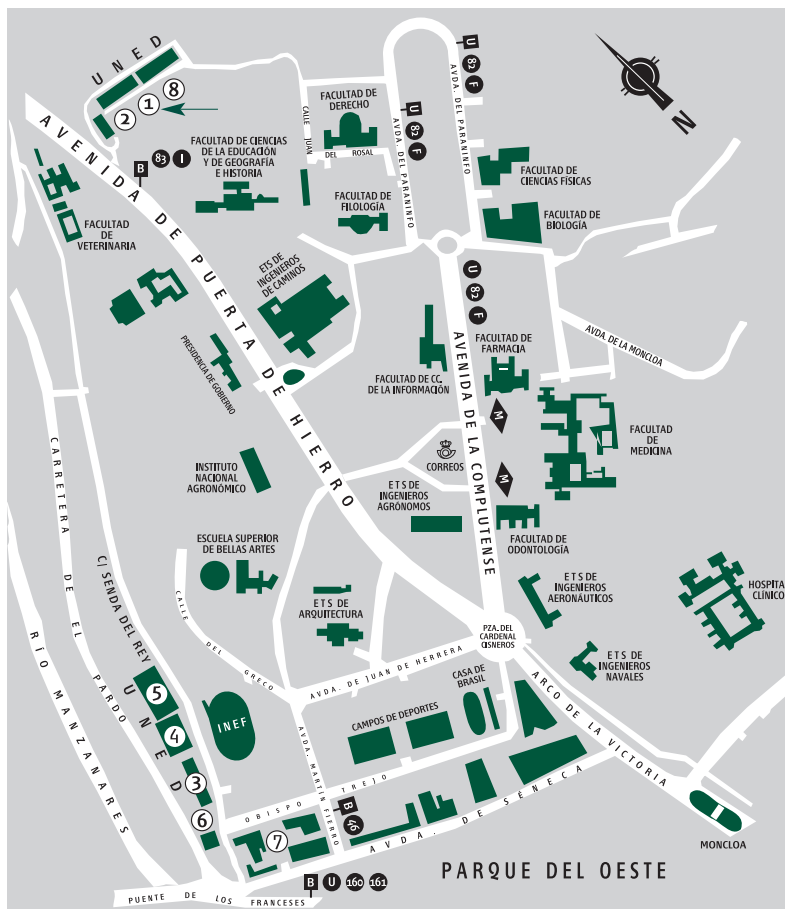 UNED
8
1
2
AVENIDA DE PUERTA DE HIERRO
B 83 I
FACULTAD DE CIENCIAS
DE LA EDUCACIÓN
Y DE GEOGRAFÍA
E HISTORIA
CALLE JUAN
DEL ROSAL
FACULTAD DE
DERECHO
U
82
F
AVDA. DEL PARANINFO
U
82
F
AVDA. DEL PARANINFO
N
FACULTAD DE
CIENCIAS FÍSICAS
FACULTAD DE
BIOLOGÍA
FACULTAD DE
FILOLOGÍA
FACULTAD
DE
VETERINARIA
ETS DE
INGENIEROS
DE CAMINOS
PRESIDENCIA DE GOBIERNO
U
82
F
AVENIDA DE LA COMPLUTENSE
FACULTAD DE CC.
DE LA INFORMACIÓN
FACULTAD DE
FARMACIA
AVDA. DE LA MONCLOA
M
FACULTAD
DE
MEDICINA
CORREOS
M
INSTITUTO
NACIONAL
AGRONÓMICO
ETS DE
INGENIEROS
AGRÓNOMOS
FACULTAD DE
ODONTOLOGÍA
CARRETERA DE EL PARDO
ESCUELA SUPERIOR
DE BELLAS ARTES
C/ SENDA DEL REY
CALLE DEL GRECO
ETS DE
ARQUITECTURA
ETS DE
INGENIEROS
AERONÁUTICOS
HOSPITAL
CLÍNICO
RÍO MANZANARES
PZA. DEL
CARDENAL
CISNEROS
ETS DE
INGENIEROS
NAVALES
AVDA. DE JUAN DE HERRERA
CASA DE
BRASIL
ARCO DE LA VICTORIA
UNED
5
4
3
6
INEF
CAMPOS DE DEPORTES
AVDA. MARTÍN FIERRO
OBISPO TREJO
B
46
7
AVDA. DE SÉNECA
MONCLOA
PARQUE DEL OESTE
B U 160 161
PUENTE DE LOS FRANCESES